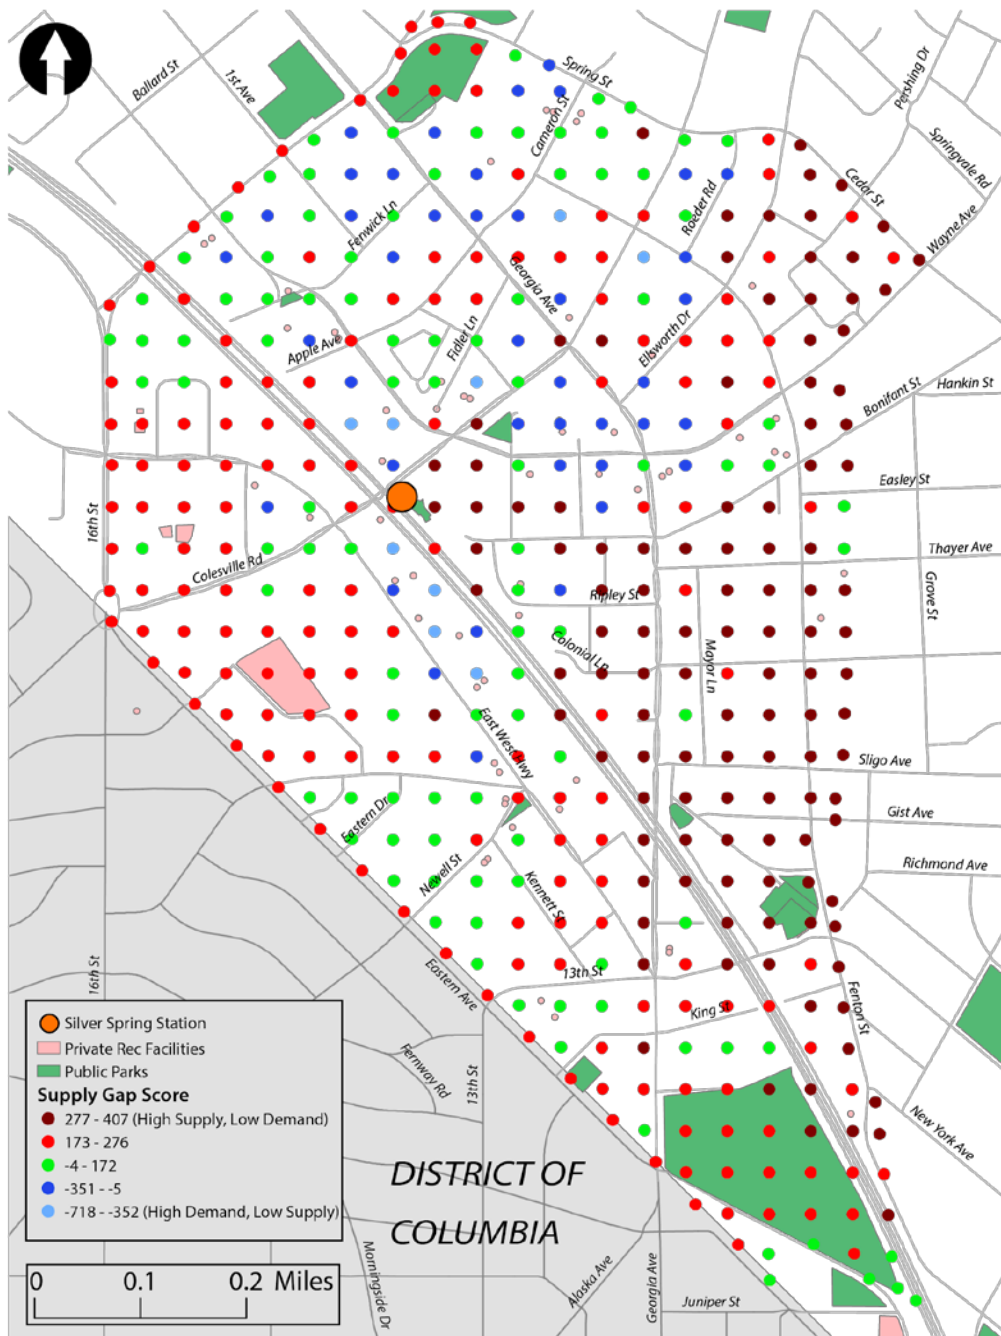 Ballard St
1st Ave
Spring St
Cameron St
Pershing Dr
Springvale Rd
Cedar St
Wayne Ave
Roeder Rd
Fenwick Ln
Georgia Ave
Fidler Ln
Apple Ave
Ellsworth Dr
Bonifant St
Hankin St
Easley St
16th St
Thayer Ave
Colesville Rd
Ripley St
Grove St
Colonial Ln
Mayor Ln
East West Hwy
Sligo Ave
Gist Ave
Eastern Dr
Richmond Ave
Newell St
Kennett St
16th St
Eastern Ave
13th St
King St
Fenton St
Fernway Rd
13th St
New York Ave
Silver Spring Station
Private Rec Facilities
Public Parks
Supply Gap Score
277 - 407 (High Supply, Low Demand)
173 - 276
-4 - 172
-351 - -5
-718 - -352 (High Demand, Low Supply)
DISTRICT OF
COLUMBIA
0 0.1 0.2 Miles
Morningside Dr
Alaska Ave
Georgia Ave
Juniper St